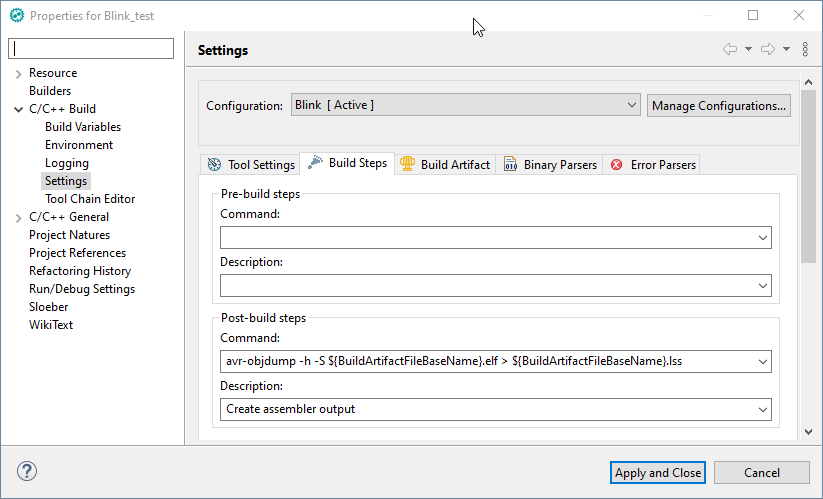 Properties for Blink_test
Settings
Resource
Builders
C/C++ Build
Build Variables
Environment
Logging
Settings
Tool Chain Editor
C/C++ General
Project Natures
Project References
Refactoring History
Run/Debug Settings
Sloeber
WikiText
Configuration: Blink [ Active ] Manage Configurations...
Tool Settings Build Steps Build Artifact Binary Parsers Error Parsers
Pre-build steps
Command:
Description:
Post-build steps
Command:
avr-objdump -h -S ${BuildArtifactFileBaseName}.elf > ${BuildArtifactFileBaseName}.lss
Description:
Create assembler output
Apply and Close Cancel